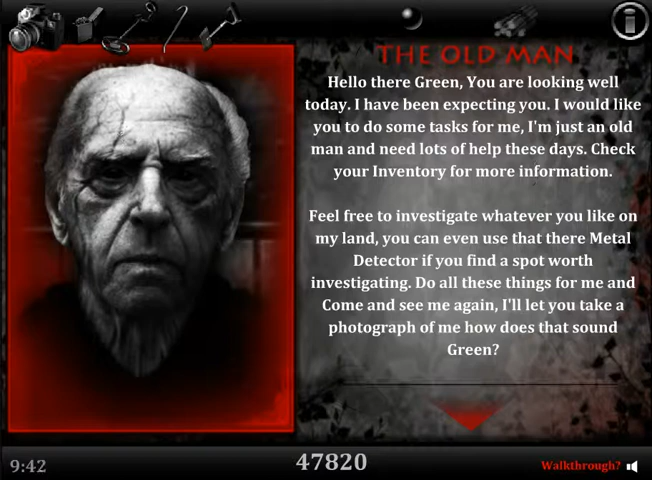 THE OLD MAN
Hello there Green, You are looking well
today. I have been expecting you. I would like
you to do some tasks for me, I'm just an old
man and need lots of help these days. Check
your Inventory for more information.
Feel free to investigate whatever you like on
my land, you can even use that there Metal
Detector if you find a spot worth
investigating. Do all these things for me and
Come and see me again, I'll let you take a
photograph of me how does that sound
Green?
9:42
47820
Walkthrough?